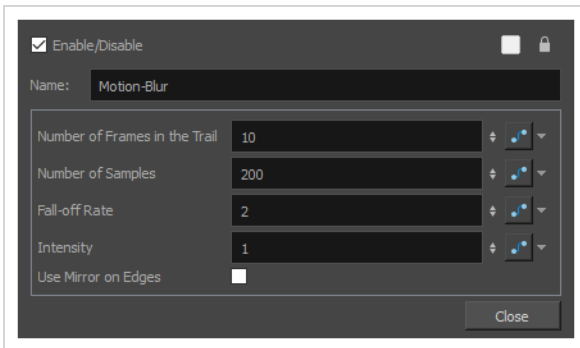 Enable/Disable
Name: Motion-Blur
Number of Frames in the Trail 10
Number of Samples 200
Fall-off Rate 2
Intensity 1
Use Mirror on Edges
Close